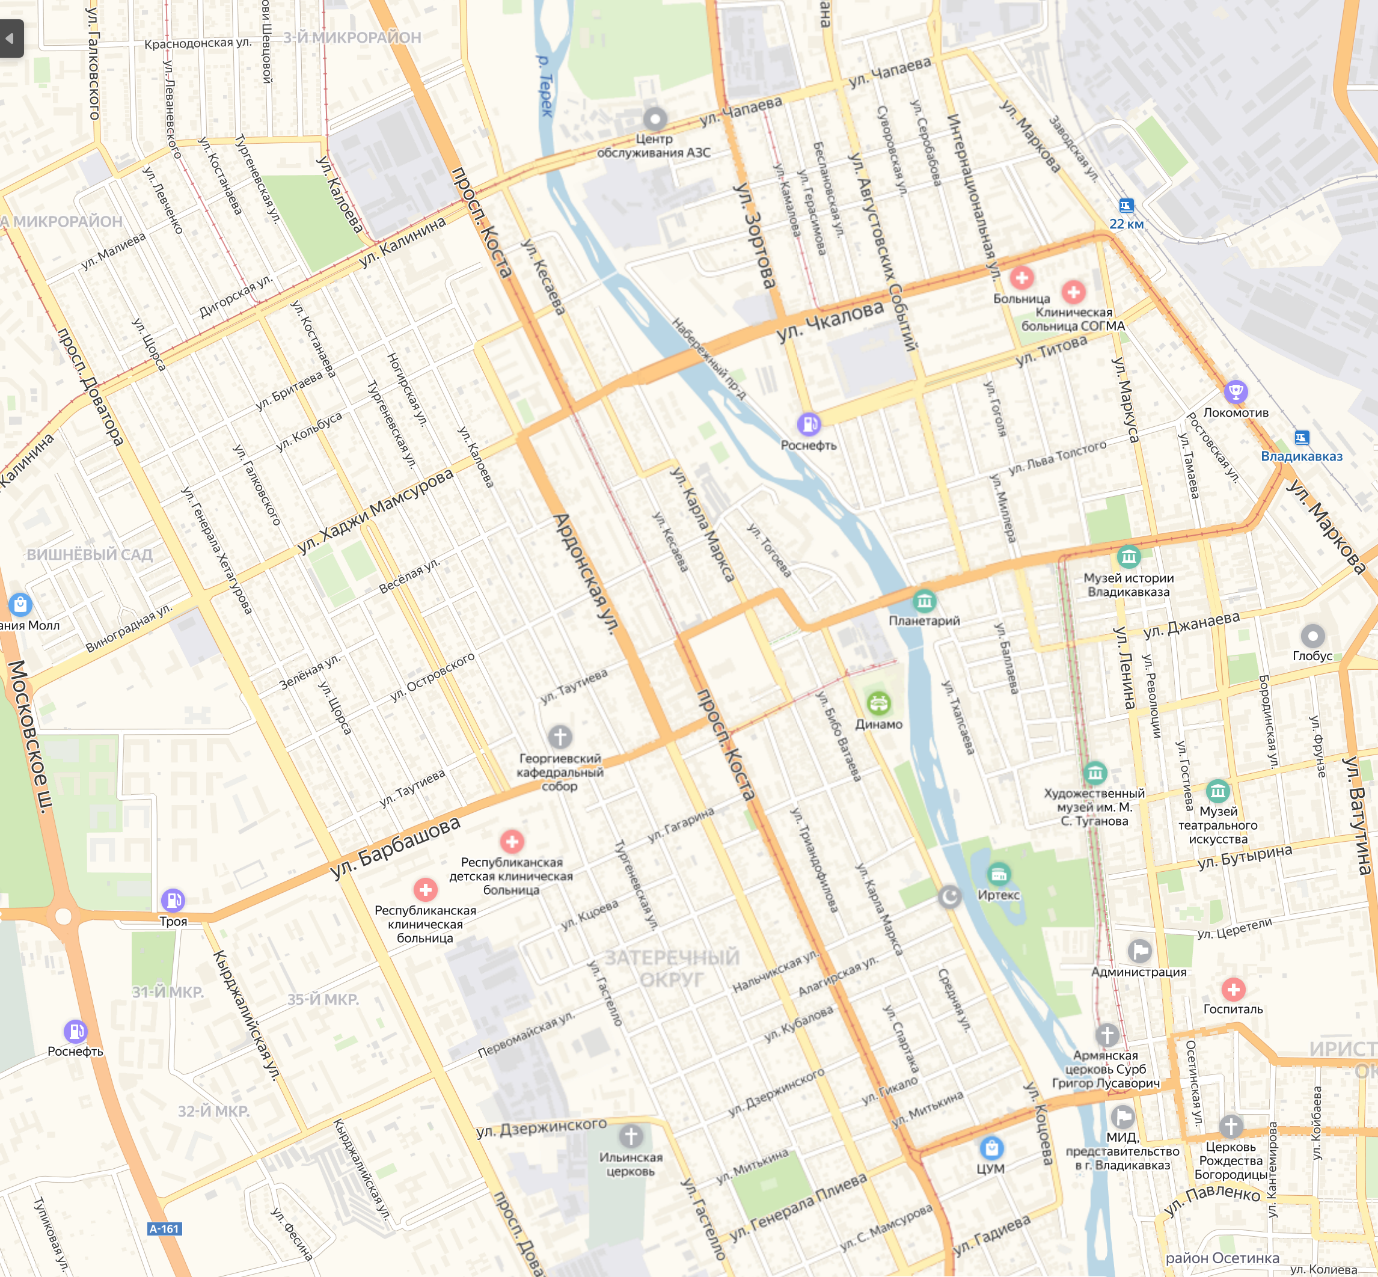 ул. Галковского
Краснодонская ул.
ови Шевцовой
3-Й МИКРОРАЙОН
ул. Леваневского
р. Терек
ул. Чапаева
ул. Чапаева
Центр
обслуживания АЗС
ул. Костанаева
Тургеневская ул.
ул. Калоева
ул. Левченко
А МИКРОРАЙОН
ул. Малиева
ул. Калинина
Дигорская ул.
просп. Коста
ул. Кесаева
ул. Зортова
ул. Камалова
ул. Герасимова
Беслановская ул.
ул. Августовских Событий
Суворовская ул.
ул. Серобабова
Интернациональная ул.
ул. Маркова
Заводская ул.
22 км
Больница
Клиническая
больница СОГМА
ул. Чкалова
ул. Титова
Набережный пр-д
Роснефть
просп. Доватора
ул. Щорса
ул. Костанаева
ул. Бритаева
ул. Кольбуса
Ногирская ул.
Тургеневская ул.
ул. Калоева
ул. Галковского
ул. Генерала Хетагурова
Калинина
ул. Хаджи Мамсурова
ВИШНЁВЫЙ САД
Виноградная ул.
ания Молл
Весёлая ул.
Зелёная ул.
ул. Островского
ул. Щорса
Ардонская ул.
ул. Карла Маркса
ул. Кесаева
ул. Тогоева
ул. Гоголя
ул. Льва Толстого
ул. Миллера
ул. Маркуса
ул. Тамаева
Ростовская ул.
Локомотив
Владикавказ
ул. Маркова
Музей истории
Владикавказа
Планетарий
ул. Джанаева
ул. Баллаева
ул. Ленина
ул. Революции
Глобус
Бородинская ул.
ул. Фрунзе
ул. Ватутина
ул. Тхапсаева
Динамо
ул. Бибо Ватаева
ул. Таутиева
просп. Коста
Георгиевский
кафедральный
собор
Московское ш.
ул. Таутиева
ул. Барбашова
ул. Гагарина
Республиканская
детская клиническая
больница
Республиканская
клиническая
больница
Троя
Тургеневская ул.
ул. Кцоева
ул. Триандофилова
ул. Карла Маркса
Художественный
музей им. М.
С. Туганова
ул. Гостиева
Музей
театрального
искусства
ул. Бутырина
Иртекс
ул. Церетели
Администрация
Госпиталь
Кырджалийская ул.
31-Й МКР.
35-Й МКР.
32-Й МКР.
Роснефть
ЗАТЕРЕЧНЫЙ
ОКРУГ
ул. Гастелло
Нальчикская ул.
Алагирская ул.
ул. Кубалова
Средняя ул.
ул. Спартака
Первомайская ул.
ул. Дзержинского
ул. Гикало
ул. Митькина
ул. Коцоева
Армянская
церковь Сурб
Григор Лусаворич
Осетинская ул.
ИРИСТ
ОК
ул. Дзержинского
Ильинская
церковь
ул. Митькина
ЦУМ
МИД,
представительство
в г. Владикавказ
Церковь
Рождества
Богородицы
ул. Койбаева
ул. Кантемирова
ул. Павленко
Кырджалийская ул.
ул. Фесина
А-161
Тупиковая ул.
просп. Дова
ул. Гастелло
ул. Генерала Плиева
ул. С. Мамсурова
ул. Гадиева
район Осетинка
ул. Колиева